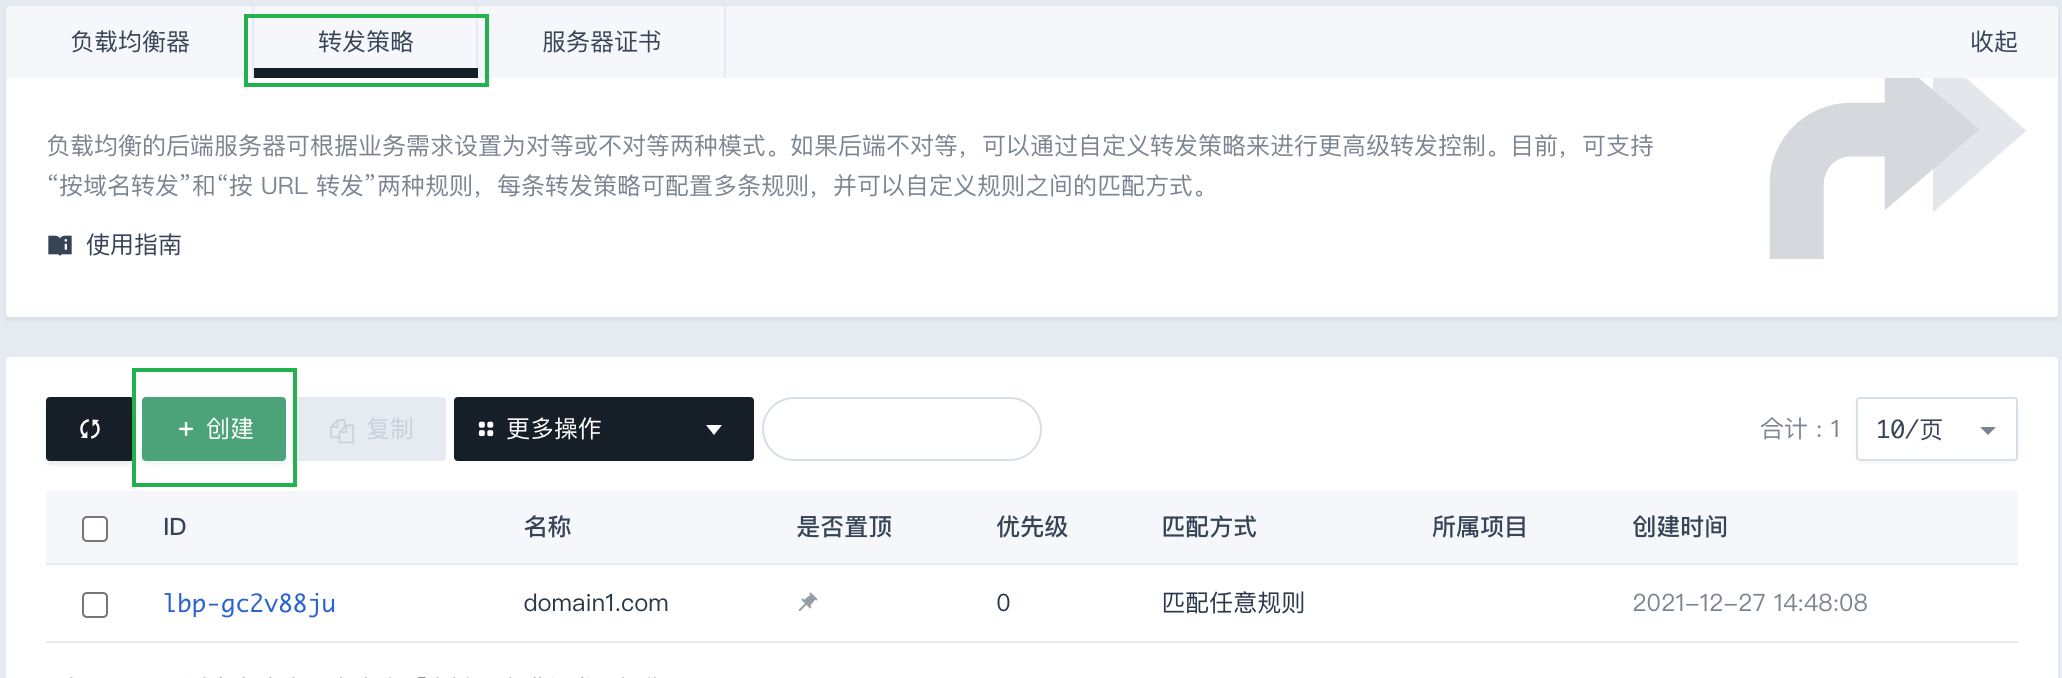 负载均衡器
转发策略
服务器证书
收起
负载均衡的后端服务器可根据业务需求设置为对等或不对等两种模式。如果后端不对等，可以通过自定义转发策略来进行更高级转发控制。目前，可支持
“按域名转发”和“按 URL 转发”两种规则，每条转发策略可配置多条规则，并可以自定义规则之间的匹配方式。
使用指南
+ 创建
复制
更多操作
合计：1
10/页
ID 名称 是否置顶 优先级 匹配方式 所属项目 创建时间
lbp-gc2v88ju domain1.com 0 匹配任意规则 2021-12-27 14:48:08